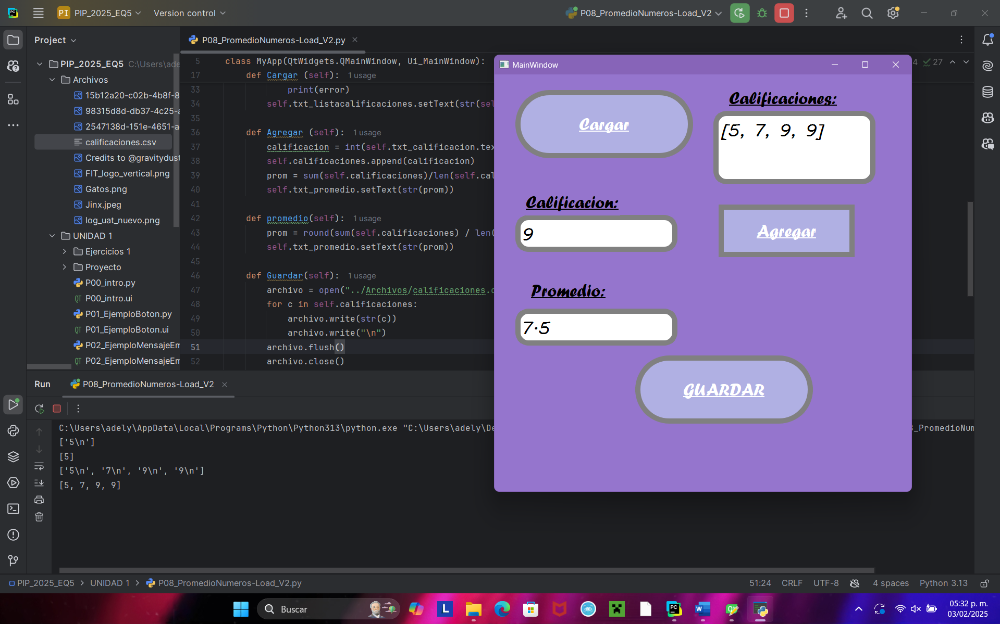 PI PIP_2025_EQ5 Version control P08_PromedioNumeros-Load_V2
Project
P08_PromedioNumeros-Load_V2.py
PIP_2025_EQ5 C:\Users\ade
Archivos
15b12a20-c02b-4b8f-8
98315d8d-db37-4c25-a
2547138d-151e-4651-a
calificaciones.csv
Credits to @gravitydust
FIT_logo_vertical.png
Gatos.png
Jinx.jpeg
log_uat_nuevo.png
UNIDAD 1
Ejercicios 1
Proyecto
P00_intro.py
P00_intro.ui
P01_EjemploBoton.py
P01_EjemploBoton.ui
P02_EjemploMensajeEm
P02_EjemploMensajeEm
5 class MyApp(QtWidgets.QMainWindow, Ui_MainWindow):
17 def Cargar (self): 1 usage
33 print(error)
34 self.txt_listacalificaciones.setText(str(sel
35
36 def Agregar (self): 1 usage
37 calificacion = int(self.txt_calificacion.tex
38 self.calificaciones.append(calificacion)
39 prom = sum(self.calificaciones)/len(self.cal
40 self.txt_promedio.setText(str(prom))
41
42 def promedio(self): 1 usage
43 prom = round(sum(self.calificaciones) / len(
44 self.txt_promedio.setText(str(prom))
45
46 def Guardar(self): 1 usage
47 archivo = open("../Archivos/calificaciones.c
48 for c in self.calificaciones:
49 archivo.write(str(c))
50 archivo.write("\n")
51 archivo.flush()
52 archivo.close()
4 27
MainWindow
Cargar
Calificaciones:
[5, 7, 9, 9]
Calificacion:
9
Agregar
Promedio:
7.5
GUARDAR
Run P08_PromedioNumeros-Load_V2
C:\Users\adely\AppData\Local\Programs\Python\Python313\python.exe "C:\Users\adely\De
_PromedioNum
['5\n']
[5]
['5\n', '7\n', '9\n', '9\n']
[5, 7, 9, 9]
PIP_2025_EQ5 > UNIDAD 1 > P08_PromedioNumeros-Load_V2.py
51:24 CRLF UTF-8 4 spaces Python 3.13
Buscar
05:32 p. m.
03/02/2025